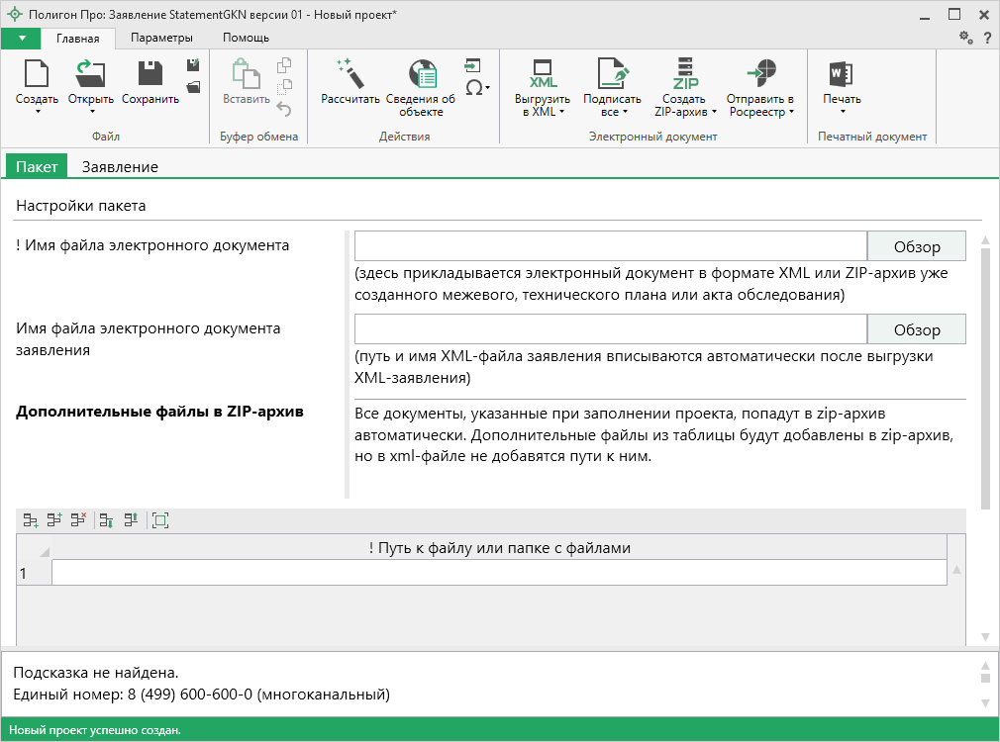 Полигон Про: Заявление StatementGKN версии 01 - Новый проект*
Главная Параметры Помощь
?
Создать Открыть Сохранить
Файл
Вставить
Буфер обмена
Рассчитать Сведения об
объекте
Ω
Действия
XML
Выгрузить
в XML
Подписать
все
ZIP
Создать
ZIP-архив
Отправить в
Росреестр
Электронный документ
W
Печать
Печатный документ
Пакет Заявление
Настройки пакета
! Имя файла электронного документа
Обзор
(здесь прикладывается электронный документ в формате XML или ZIP-архив уже
созданного межевого, технического плана или акта обследования)
Имя файла электронного документа
заявления
Обзор
(путь и имя XML-файла заявления вписываются автоматически после выгрузки
XML-заявления)
Дополнительные файлы в ZIP-архив
Все документы, указанные при заполнении проекта, попадут в zip-архив
автоматически. Дополнительные файлы из таблицы будут добавлены в zip-архив,
но в xml-файле не добавятся пути к ним.
! Путь к файлу или папке с файлами
1
Подсказка не найдена.
Единый номер: 8 (499) 600-600-0 (многоканальный)
Новый проект успешно создан.